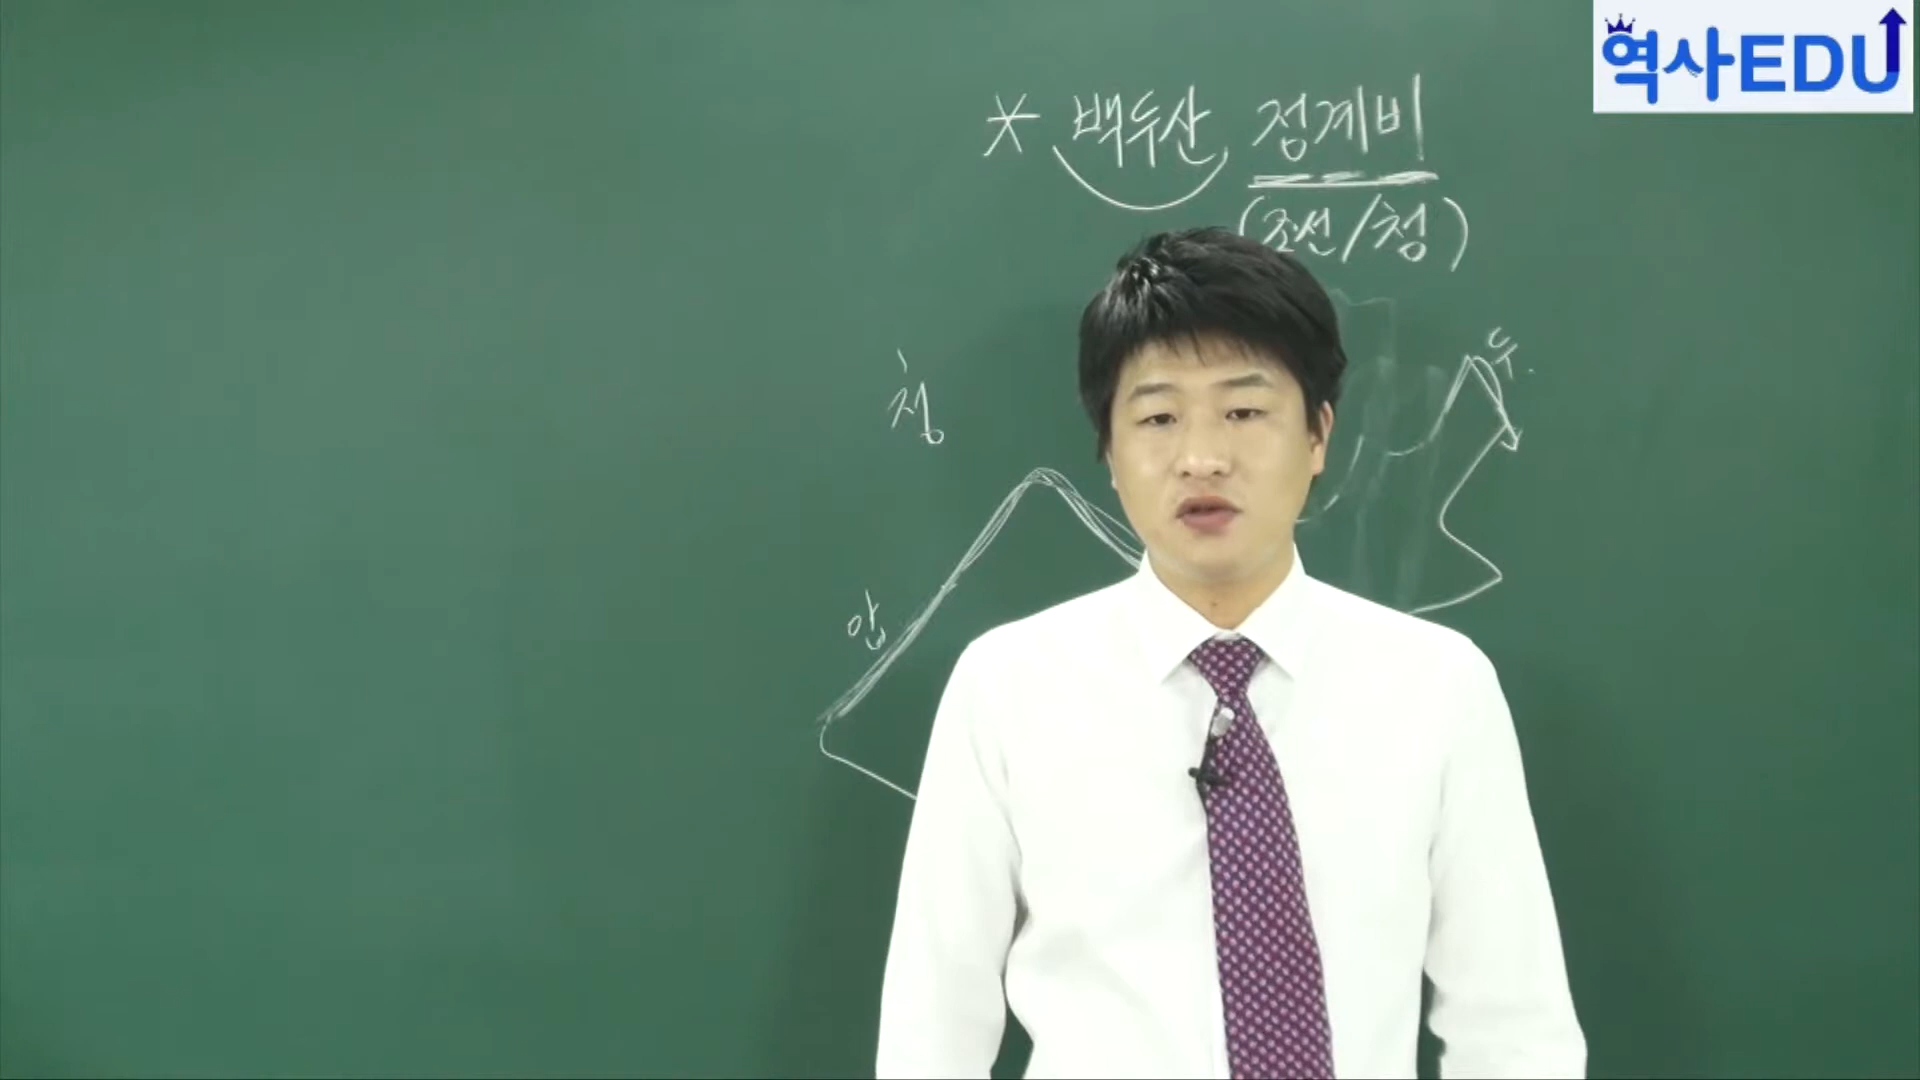 역사EDU
* 백두산 정계비
(조선/청)
두.
청
압